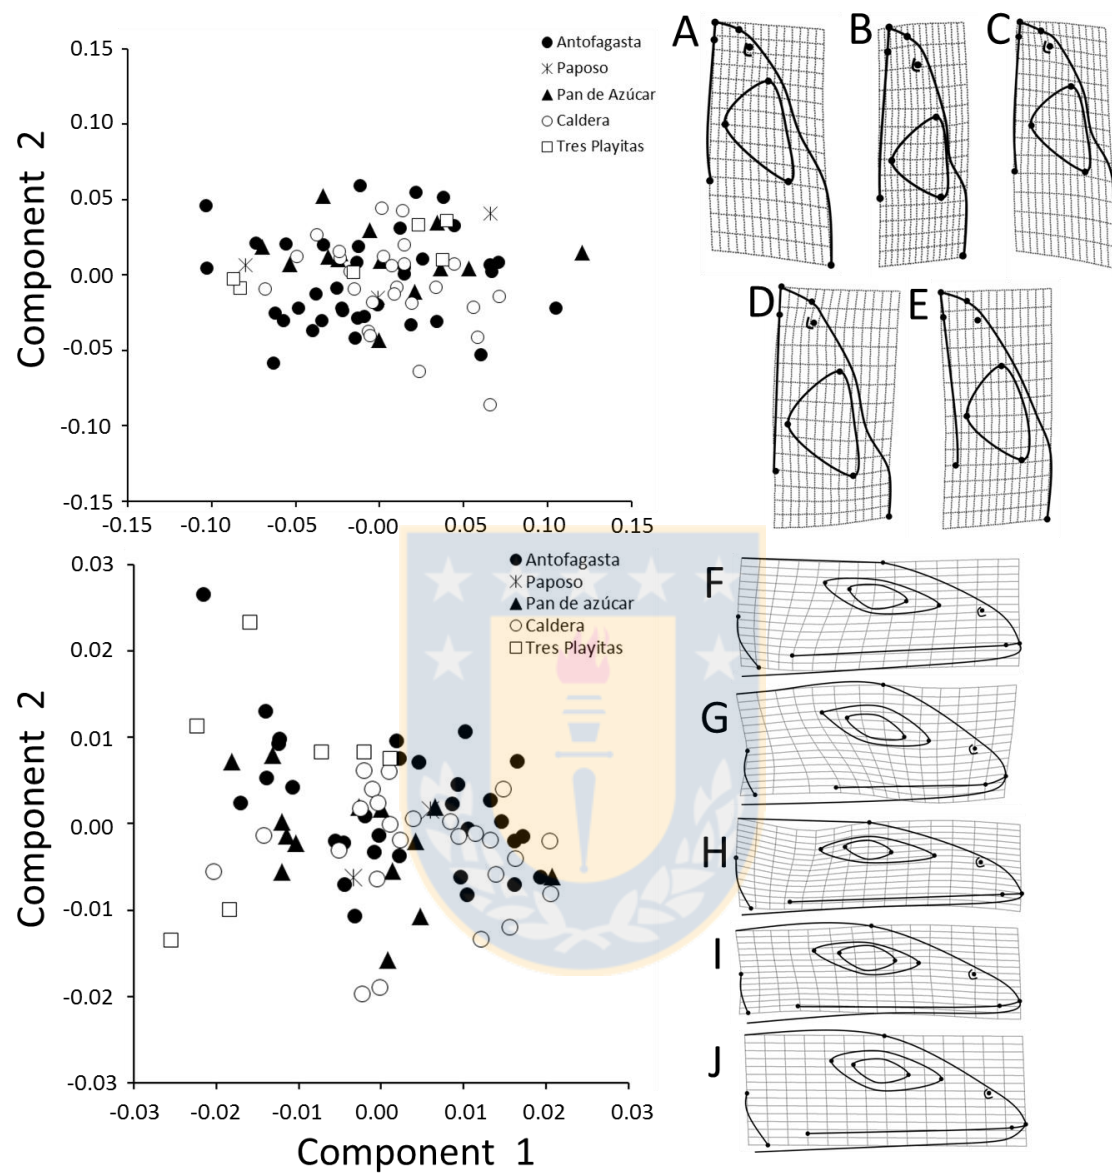 Component 2
0.15
0.10
0.05
0.00
-0.05
-0.10
-0.15
-0.15 -0.10 -0.05 -0.00 0.05 0.10 0.15
Antofagasta
Paposo
Pan de Azúcar
Caldera
Tres Playitas
A B C
D E
Component 2
0.03
0.02
0.01
0.00
-0.01
-0.02
-0.03
-0.03 -0.02 -0.01 0.00 0.01 0.02 0.03
Component 1
Antofagasta
Paposo
Pan de azúcar
Caldera
Tres Playitas
F
G
H
I
J